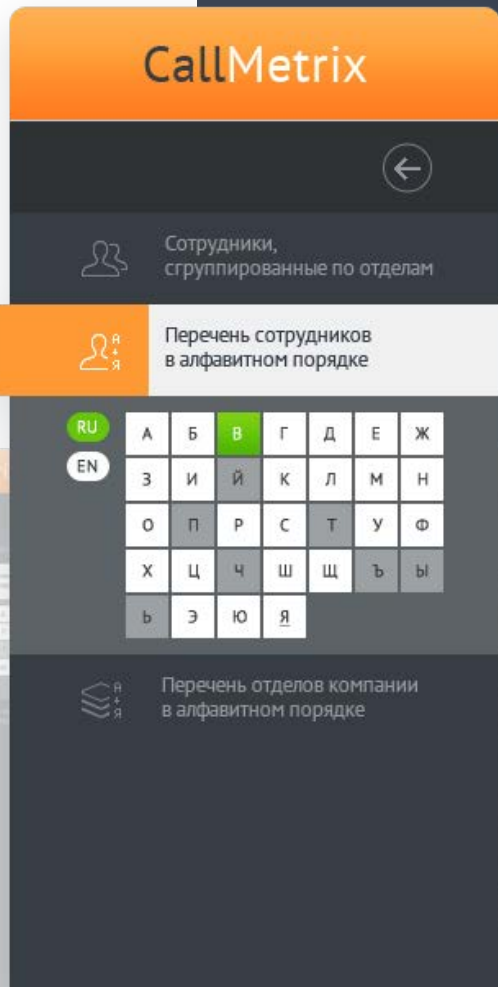 CallMetrix
Сотрудники,
сгруппированные по отделам
А
Я
Перечень сотрудников
в алфавитном порядке
RU
EN
А Б В Г Д Е Ж
З И Й К Л М Н
О П Р С Т У Ф
Х Ц Ч Ш Щ Ъ Ы
Ь Э Ю Я
А
Я
Перечень отделов компании
в алфавитном порядке